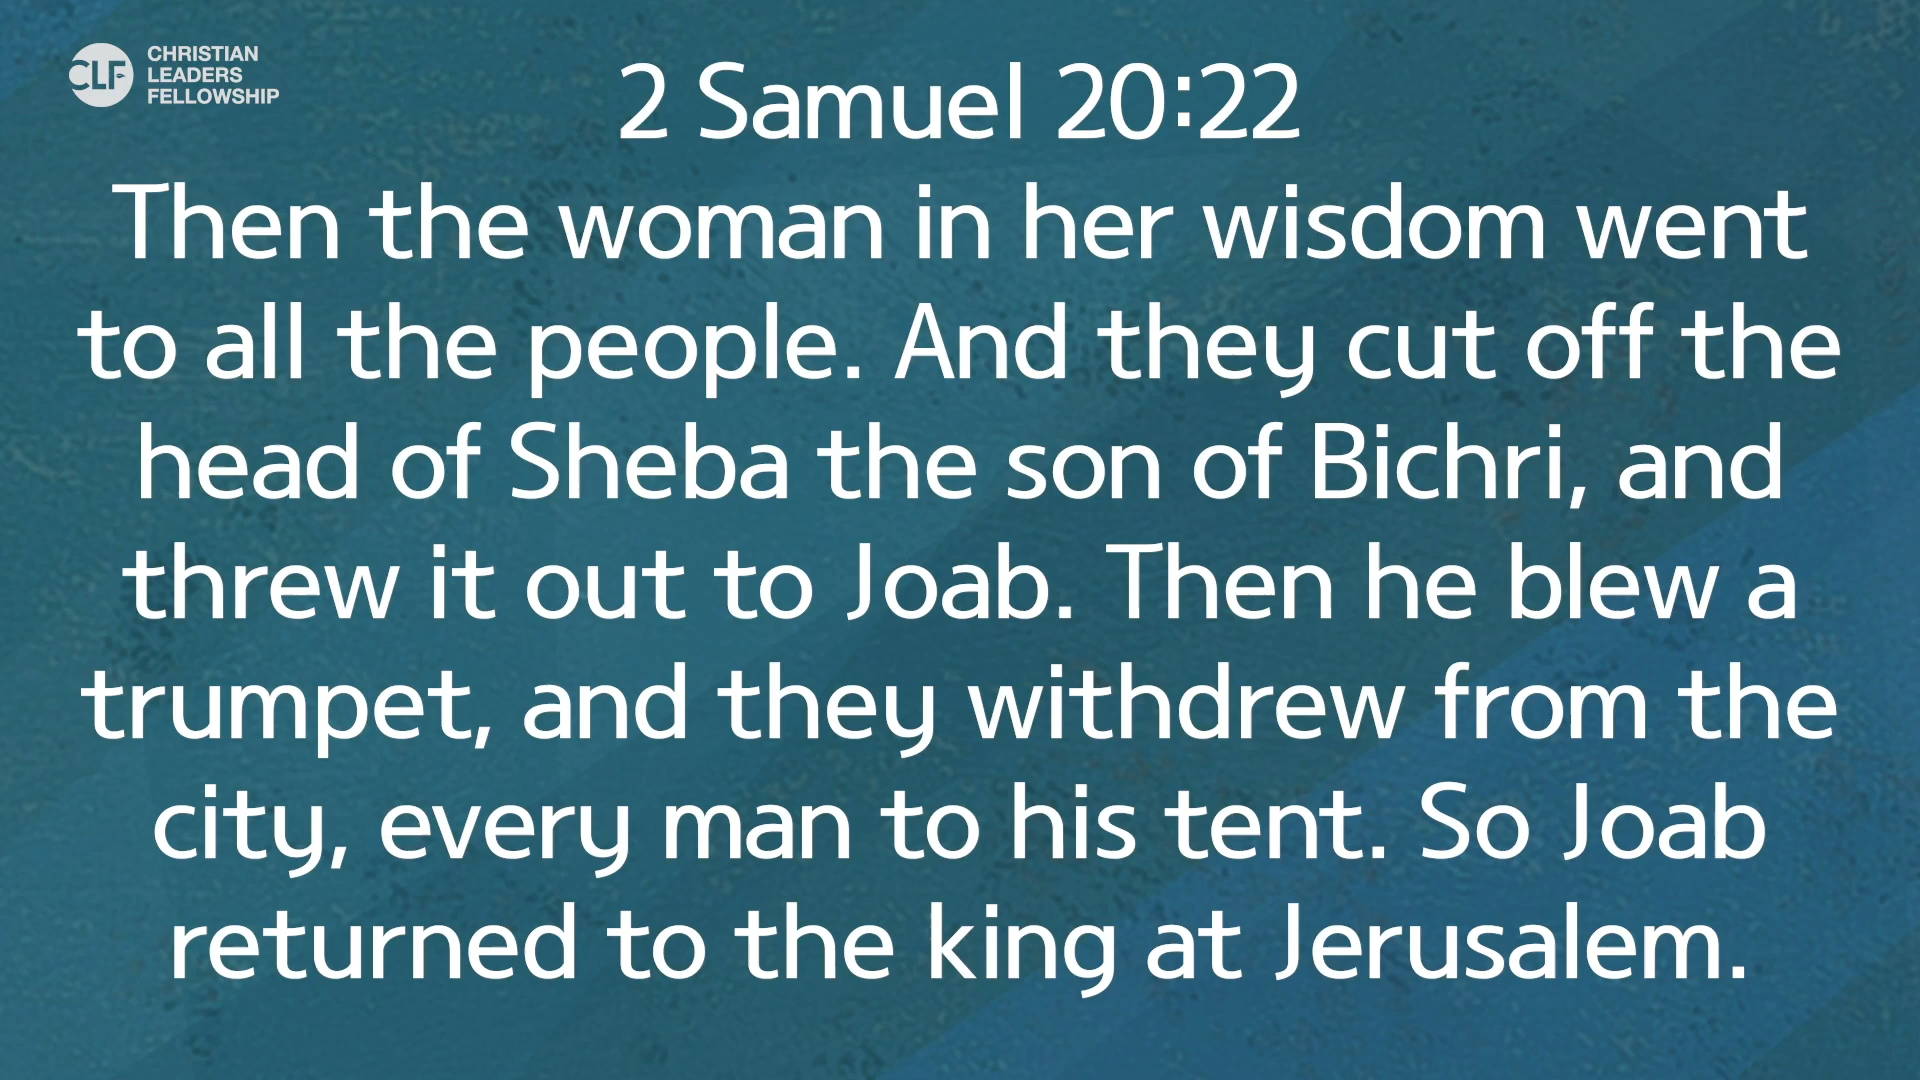 CLF
CHRISTIAN
LEADERS
FELLOWSHIP
2 Samuel 20:22
Then the woman in her wisdom went
to all the people. And they cut off the
head of Sheba the son of Bichri, and
threw it out to Joab. Then he blew a
trumpet, and they withdrew from the
city, every man to his tent. So Joab
returned to the king at Jerusalem.